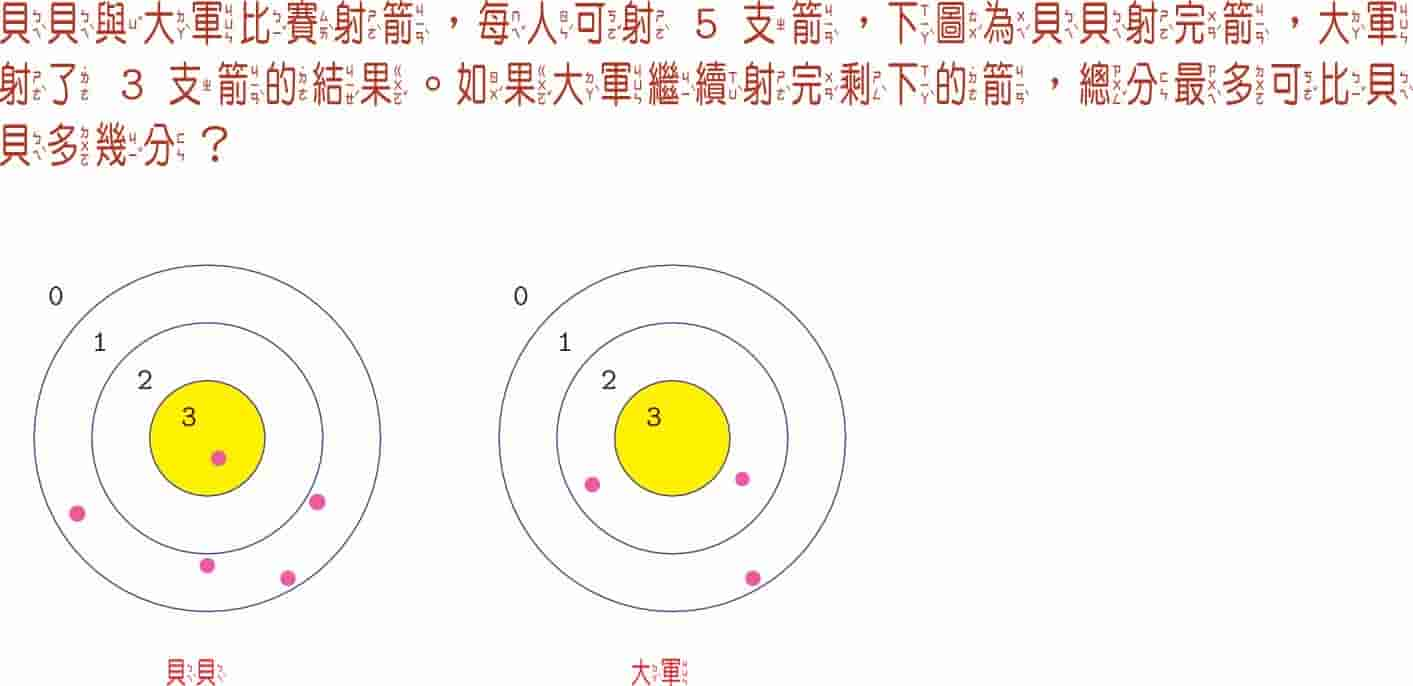 貝貝與大軍比賽射箭，每人可射 5 支箭，下圖為貝貝射完箭，大軍
射了 3 支箭的結果。如果大軍繼續射完剩下的箭，總分最多可比貝
貝多幾分？
0 0
1 1
2 2
3 3
貝貝 大軍